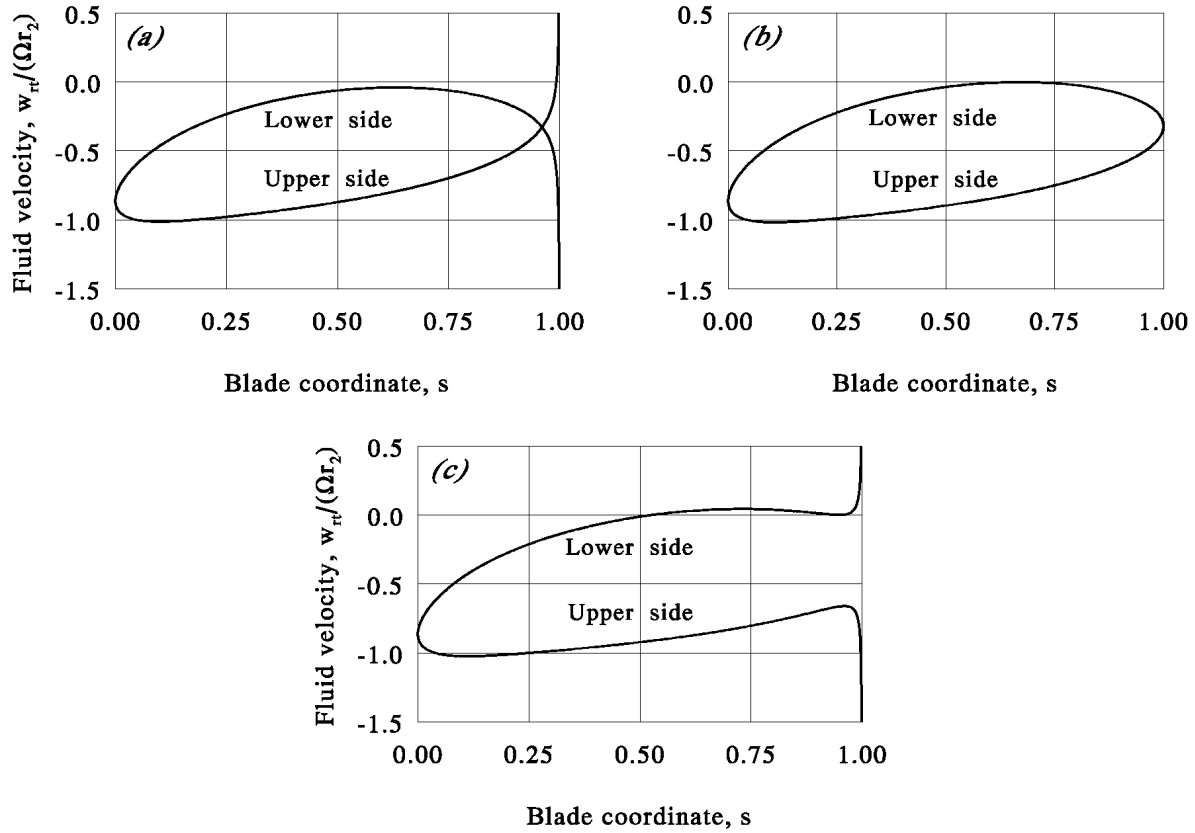 Fluid velocity, w_rt/(Ωr_2)
(a)
0.5
0.0
-0.5
-1.0
-1.5
Lower side
Upper side
0.00 0.25 0.50 0.75 1.00
Blade coordinate, s
(b)
0.5
0.0
-0.5
-1.0
-1.5
Lower side
Upper side
0.00 0.25 0.50 0.75 1.00
Blade coordinate, s
Fluid velocity, w_rt/(Ωr_2)
(c)
0.5
0.0
-0.5
-1.0
-1.5
Lower side
Upper side
0.00 0.25 0.50 0.75 1.00
Blade coordinate, s